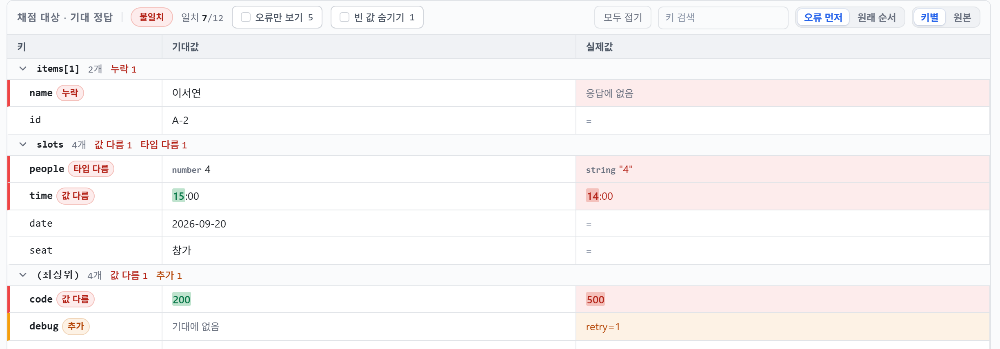 채점 대상 · 기대 정답 | 불일치 일치 7/12 오류만 보기 5 빈 값 숨기기 1 모두 접기 키 검색 오류 먼저 원래 순서 키별 원본
키 기대값 실제값
items[1] 2개 누락 1
name 누락 이서연 응답에 없음
id A-2 =
slots 4개 값 다름 1 타입 다름 1
people 타입 다름 number 4 string "4"
time 값 다름 15:00 14:00
date 2026-09-20 =
seat 창가 =
(최상위) 4개 값 다름 1 추가 1
code 값 다름 200 500
debug 추가 기대에 없음 retry=1